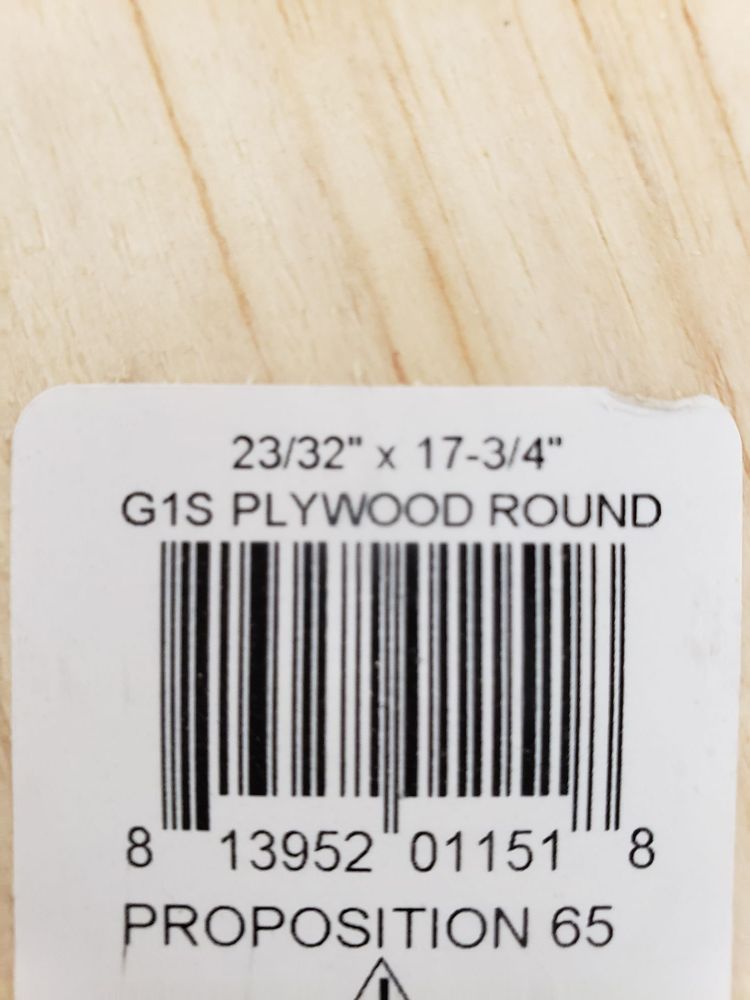 23/32" x 17-3/4"
G1S PLYWOOD ROUND
8 13952 01151 8
PROPOSITION 65